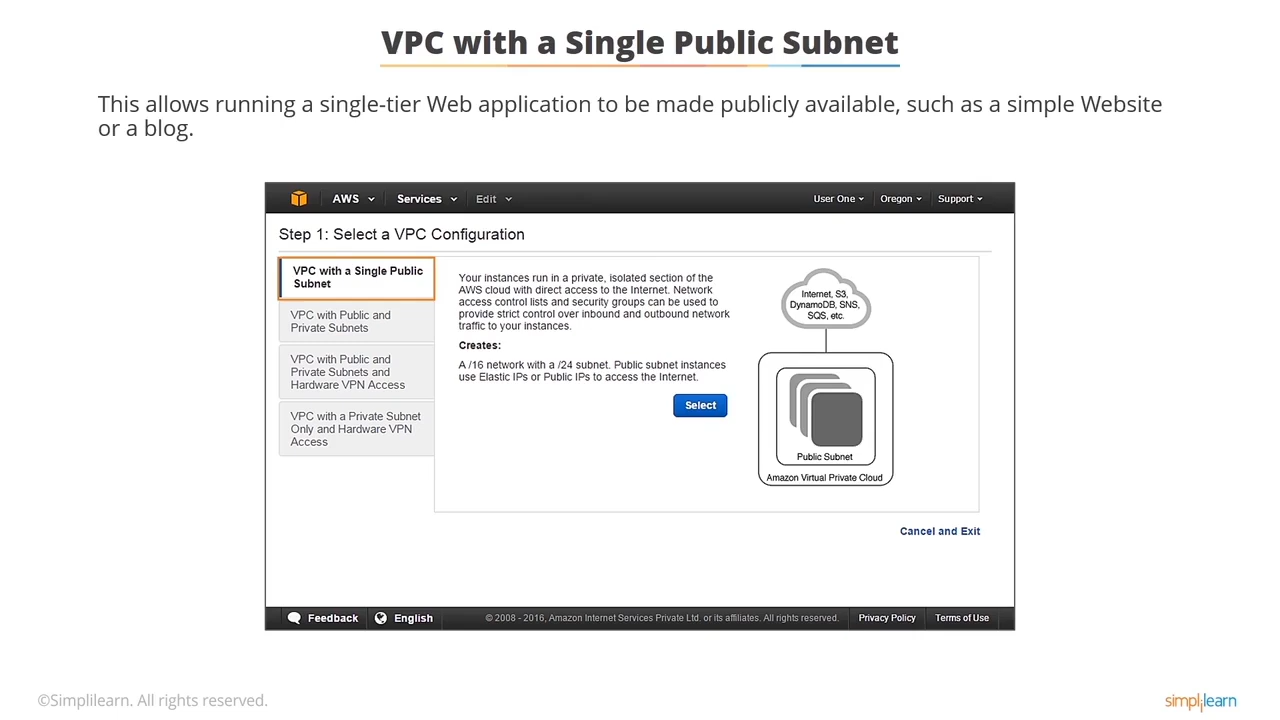 VPC with a Single Public Subnet
This allows running a single-tier Web application to be made publicly available, such as a simple Website
or a blog.
AWS
Services
Edit
User One
Oregon
Support
Step 1: Select a VPC Configuration
VPC with a Single Public
Subnet
VPC with Public and
Private Subnets
VPC with Public and
Private Subnets and
Hardware VPN Access
VPC with a Private Subnet
Only and Hardware VPN
Access
Your instances run in a private, isolated section of the
AWS cloud with direct access to the Internet. Network
access control lists and security groups can be used to
provide strict control over inbound and outbound network
traffic to your instances.
Creates:
A /16 network with a /24 subnet. Public subnet instances
use Elastic IPs or Public IPs to access the Internet.
Select
Internet, S3,
DynamoDB, SNS,
SQS, etc.
Public Subnet
Amazon Virtual Private Cloud
Cancel and Exit
Feedback
English
© 2008 - 2016, Amazon Internet Services Private Ltd. or its affiliates. All rights reserved.
Privacy Policy
Terms of Use
©Simplilearn. All rights reserved.
simplilearn